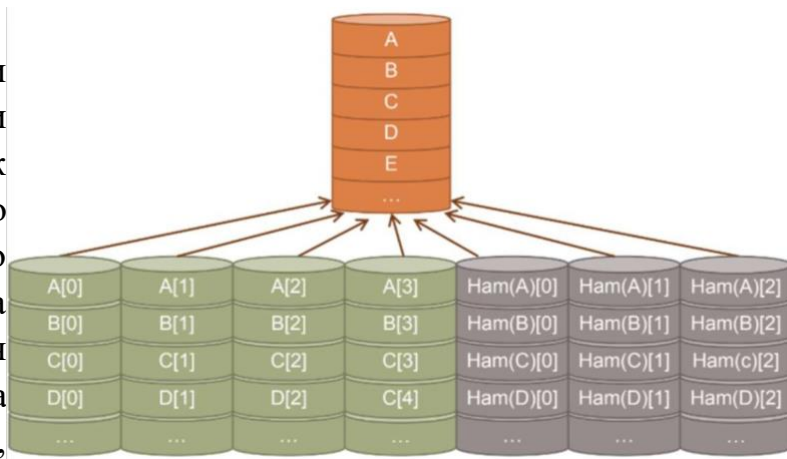 A
B
C
D
E
...
A[0] A[1] A[2] A[3] Ham(A)[0] Ham(A)[1] Ham(A)[2]
B[0] B[1] B[2] B[3] Ham(B)[0] Ham(B)[1] Ham(B)[2]
C[0] C[1] C[2] C[3] Ham(C)[0] Ham(C)[1] Ham(c)[2]
D[0] D[1] D[2] C[4] Ham(D)[0] Ham(D)[1] Ham(D)[2]
... ... ... ... ... ... ...